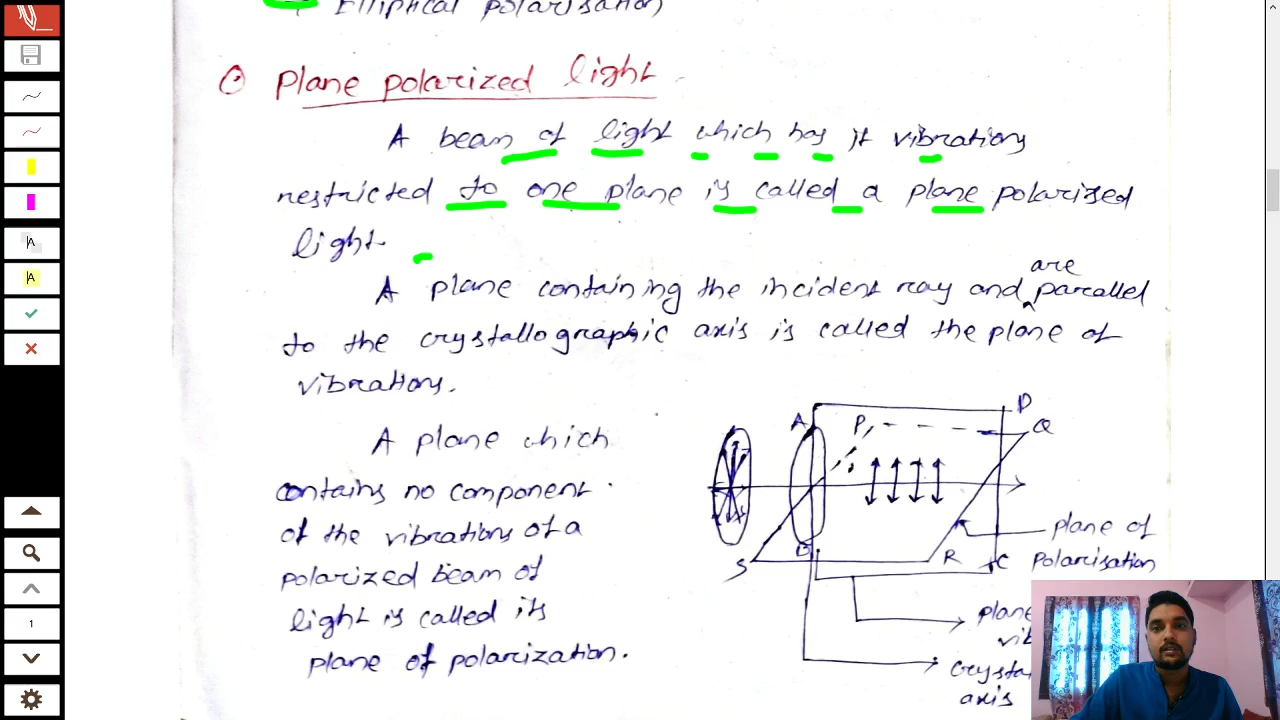 Elliptical polarisation
① Plane polarized light
A beam of light which has it vibrations
restricted to one plane is called a plane polarized
light
are
A plane containing the incident ray and parallel
to the crystallographic axis is called the plane of
vibrations.
A plane which
contains no component
of the vibrations of a
polarized beam of
light is called its
plane of polarization.
A P D
Q
S B R C
plane of
polarisation
plane
vib
crysta
axis
A
A
1